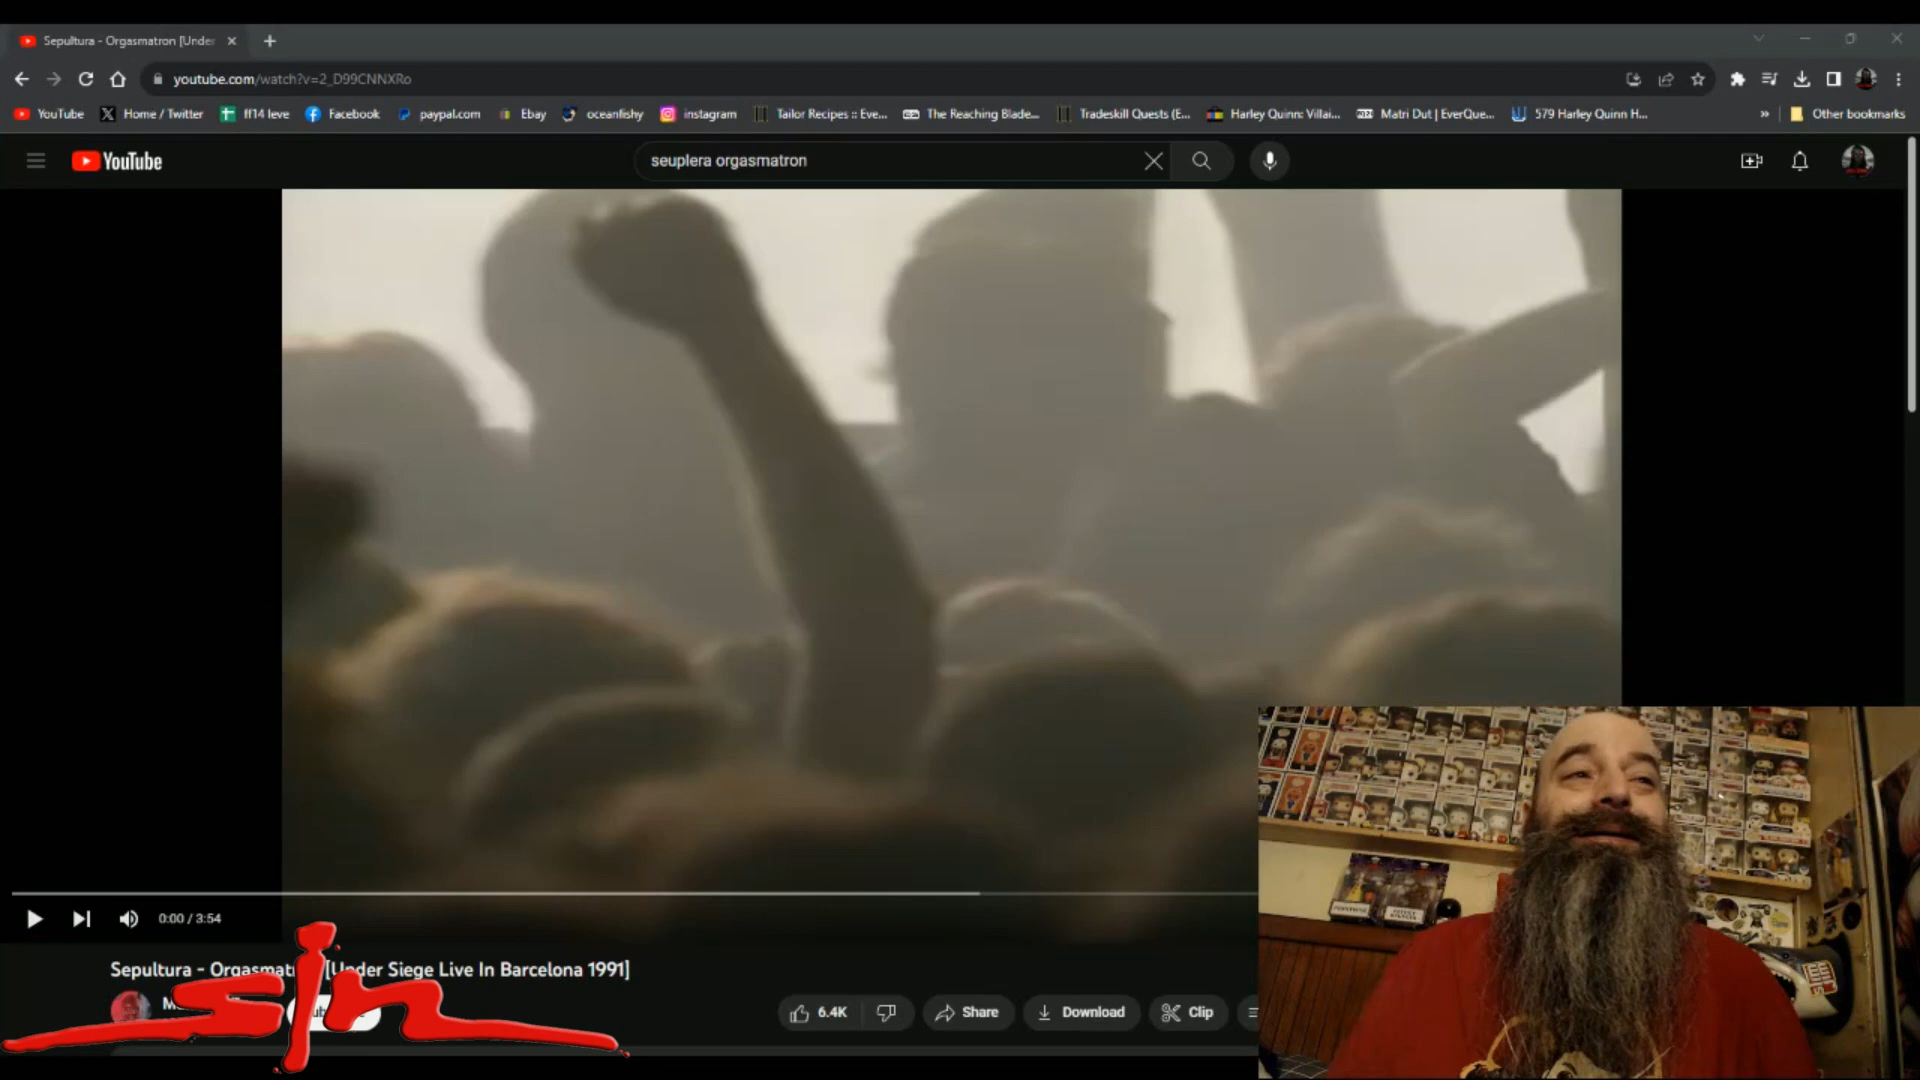 Sepultura - Orgasmatron [Under
youtube.com/watch?v=2_D99CNNXRo
YouTube Home / Twitter ff14 leve Facebook paypal.com Ebay oceanfishy instagram Tailor Recipes :: Eve... The Reaching Blade... Tradeskill Quests (E... Harley Quinn: Villai... Matri Dut | EverQue... 579 Harley Quinn H... » Other bookmarks
YouTube
seuplera orgasmatron
0:00 / 3:54
Sepultura - Orgasmat [Under Siege Live In Barcelona 1991]
sin
6.4K Share Download Clip